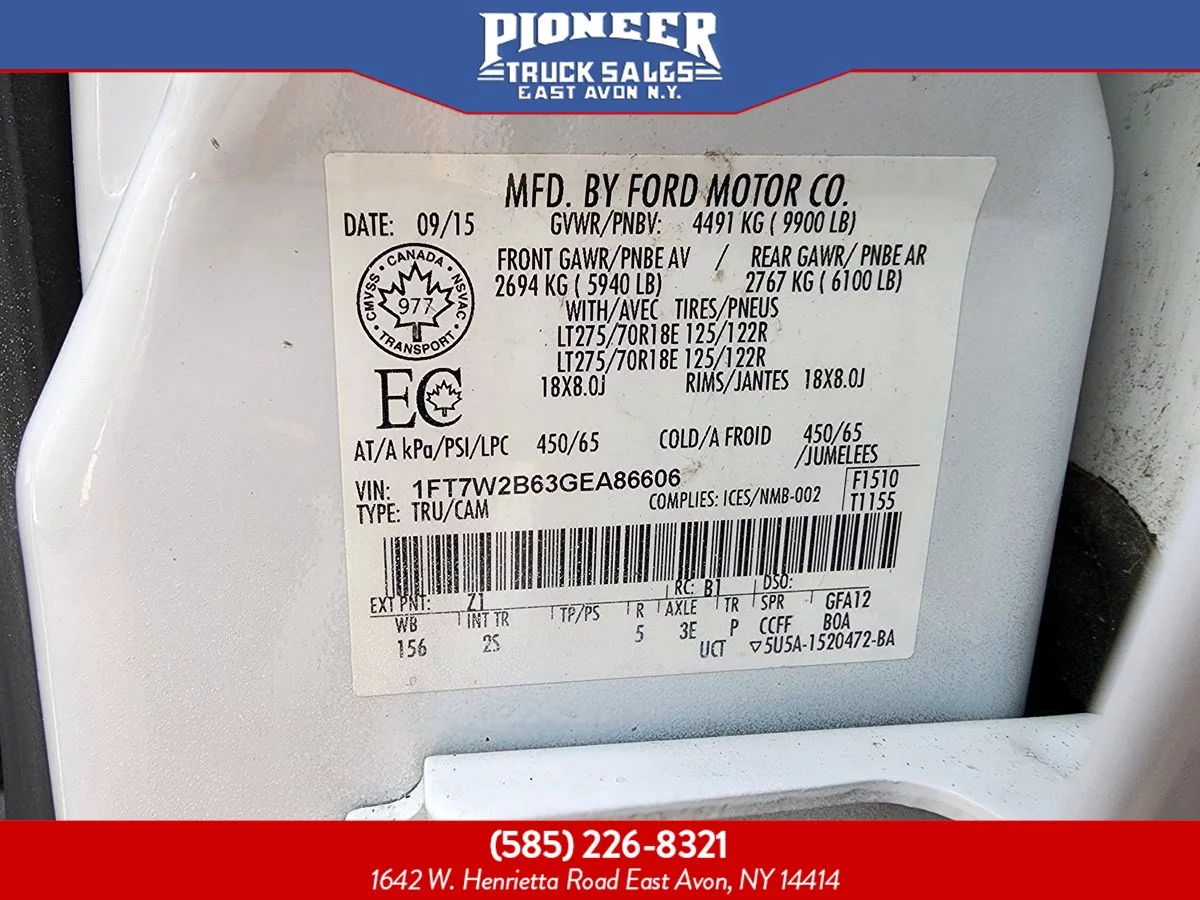 PIONEER
TRUCK SALES
EAST AVON N.Y.
MFD. BY FORD MOTOR CO.
DATE: 09/15 GVWR/PNBV: 4491 KG ( 9900 LB)
FRONT GAWR/PNBE AV / REAR GAWR/ PNBE AR
2694 KG ( 5940 LB) 2767 KG ( 6100 LB)
WITH/AVEC TIRES/PNEUS
LT275/70R18E 125/122R
LT275/70R18E 125/122R
18X8.0J RIMS/JANTES 18X8.0J
CMVSS · CANADA · NSVAC · TRANSPORT ·
977
EC
AT/A kPa/PSI/LPC 450/65 COLD/A FROID 450/65
/JUMELEES
VIN: 1FT7W2B63GEA86606
TYPE: TRU/CAM COMPLIES: ICES/NMB-002
F1510
T1155
EXT PNT: Z1 RC: B1 DSO:
WB INT TR TP/PS R AXLE TR SPR GFA12
156 2S 5 3E P CCFF BOA
UCT ▽5U5A-1520472-BA
(585) 226-8321
1642 W. Henrietta Road East Avon, NY 14414